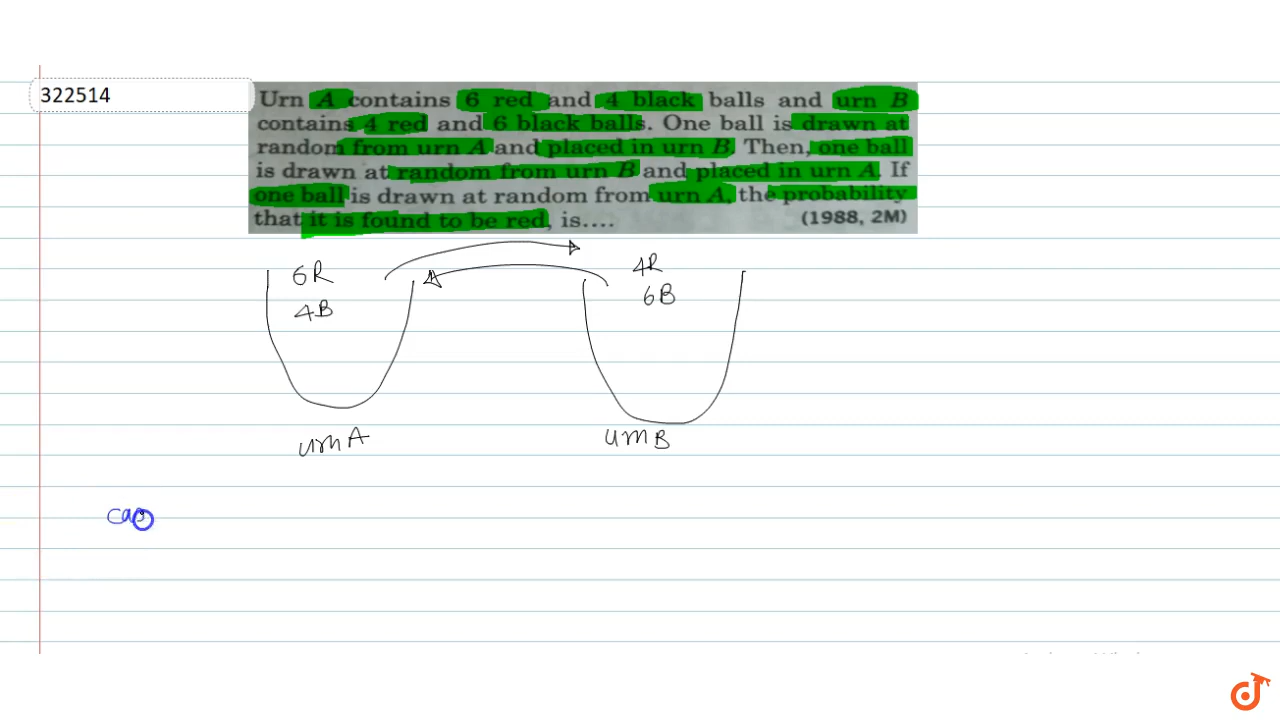 322514
Urn A contains 6 red and 4 black balls and urn B
contains 4 red and 6 black balls. One ball is drawn at
random from urn A and placed in urn B. Then, one ball
is drawn at random from urn B and placed in urn A. If
one ball is drawn at random from urn A, the probability
that it is found to be red, is....
(1988, 2M)
6R
4R
4B
6B
urn A
urn B